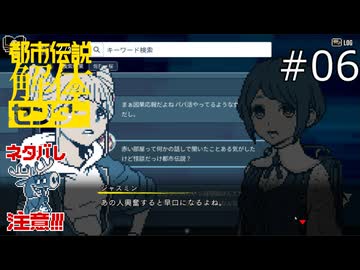 LOG
キーワード検索
#06
都市伝説
解体
センター
まぁ因果応報だよね パパ活やってるような
だし。
赤い部屋って何かの話しで聞いたことある気がした
けど怪談だっけ都市伝説？
ネタバレ
注意!!!
ジャスミン
あの人興奮すると早口になるよね。